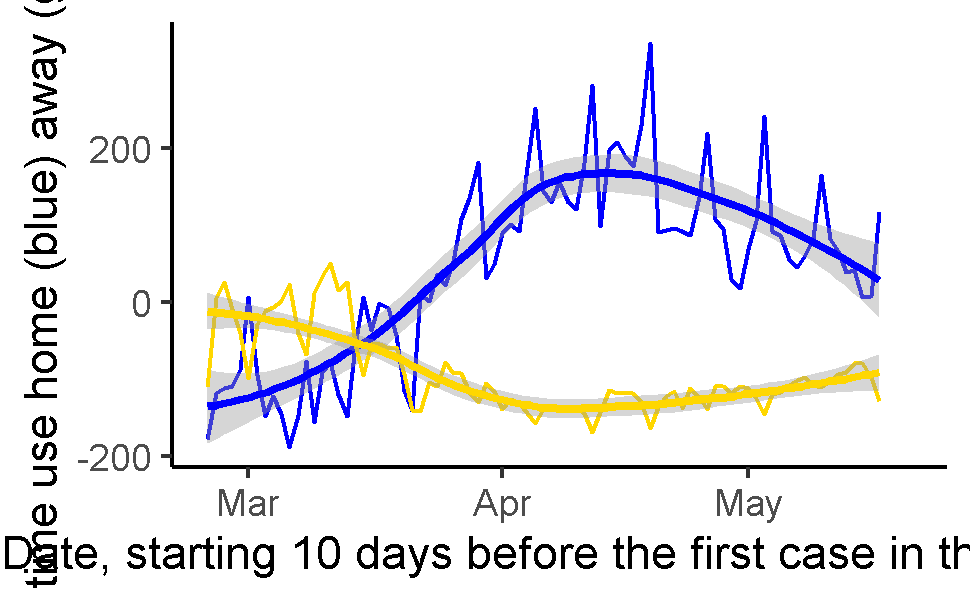 time use home (blue) away (
200
0
-200
Mar Apr May
Date, starting 10 days before the first case in th